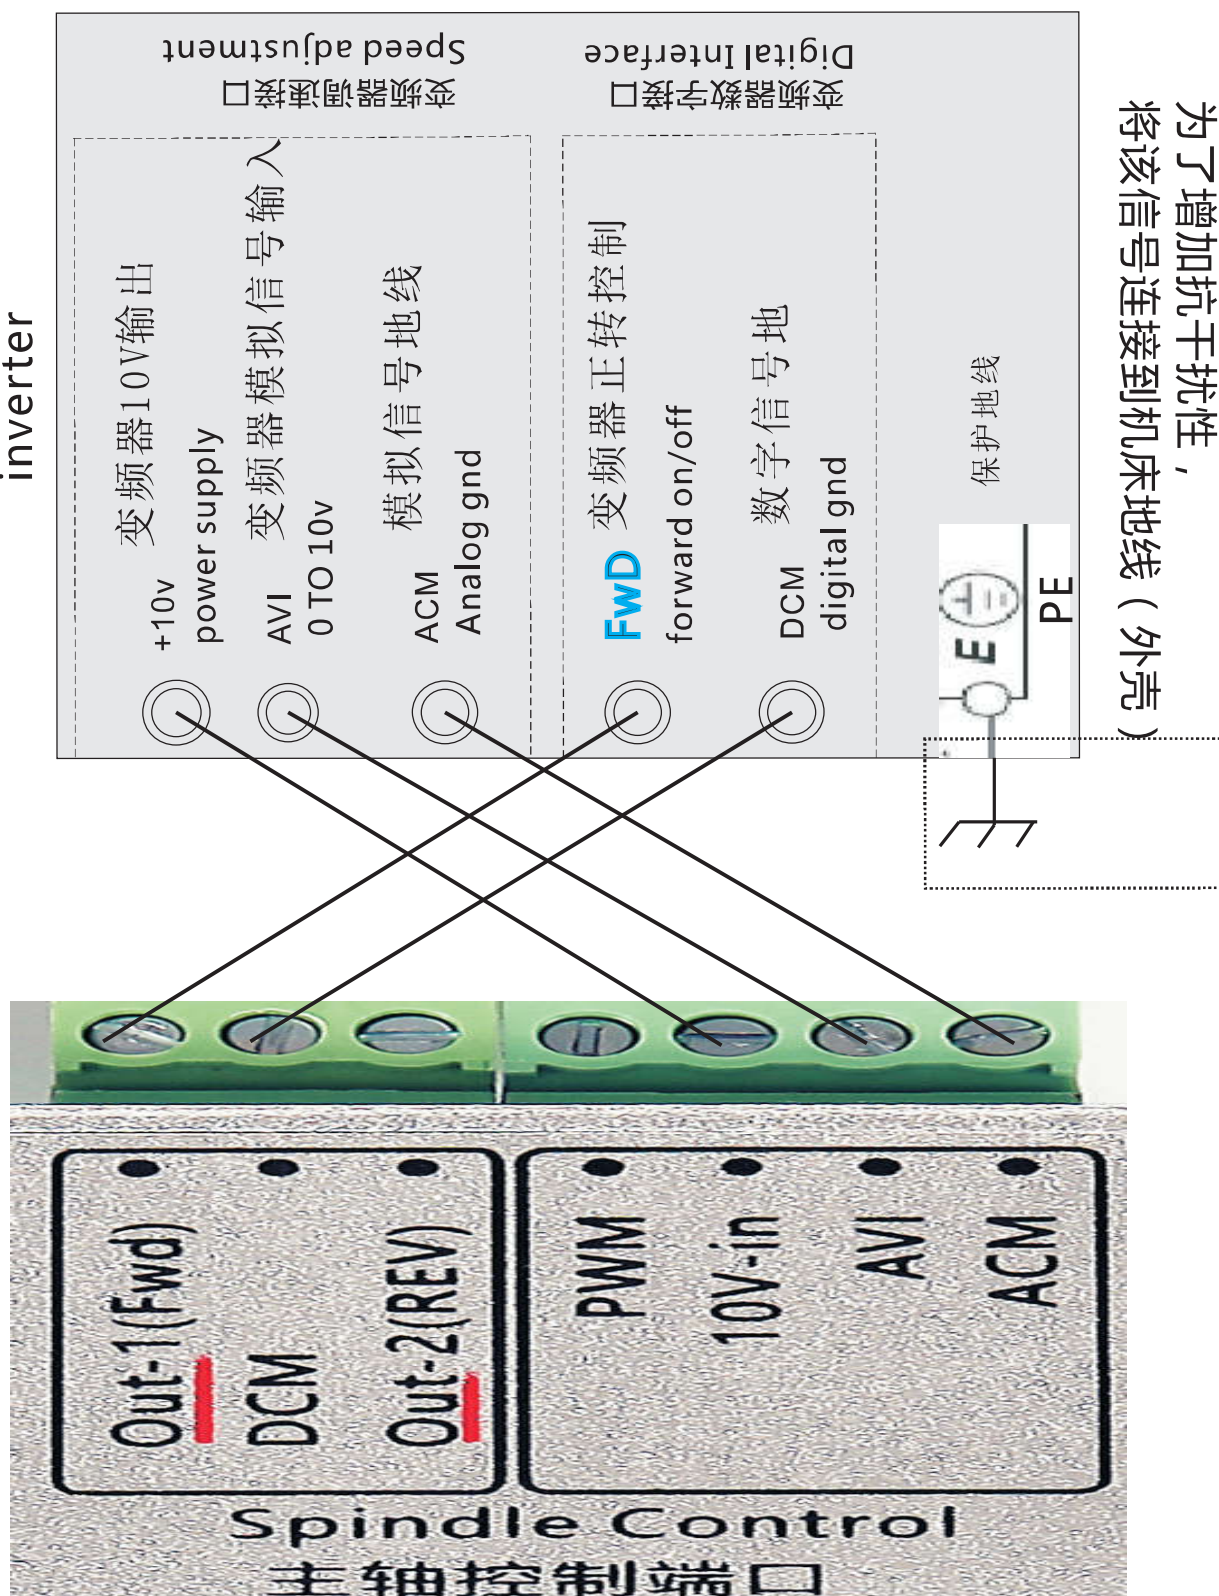 inverter
Speed adjustment
变频器调速接口
Digital Interface
变频器数字接口
+10v
变频器10V输出
power supply
AVI
变频器模拟信号输入
0 TO 10v
ACM
模拟信号地线
Analog gnd
FwD
变频器正转控制
forward on/off
DCM
数字信号地
digital gnd
保护地线
E
PE
为了增加抗干扰性，
将该信号连接到机床地线（外壳）
Out-1(Fwd)
DCM
Out-2(REV)
PWM
10V-in
AVI
ACM
Spindle Control
主轴控制端口